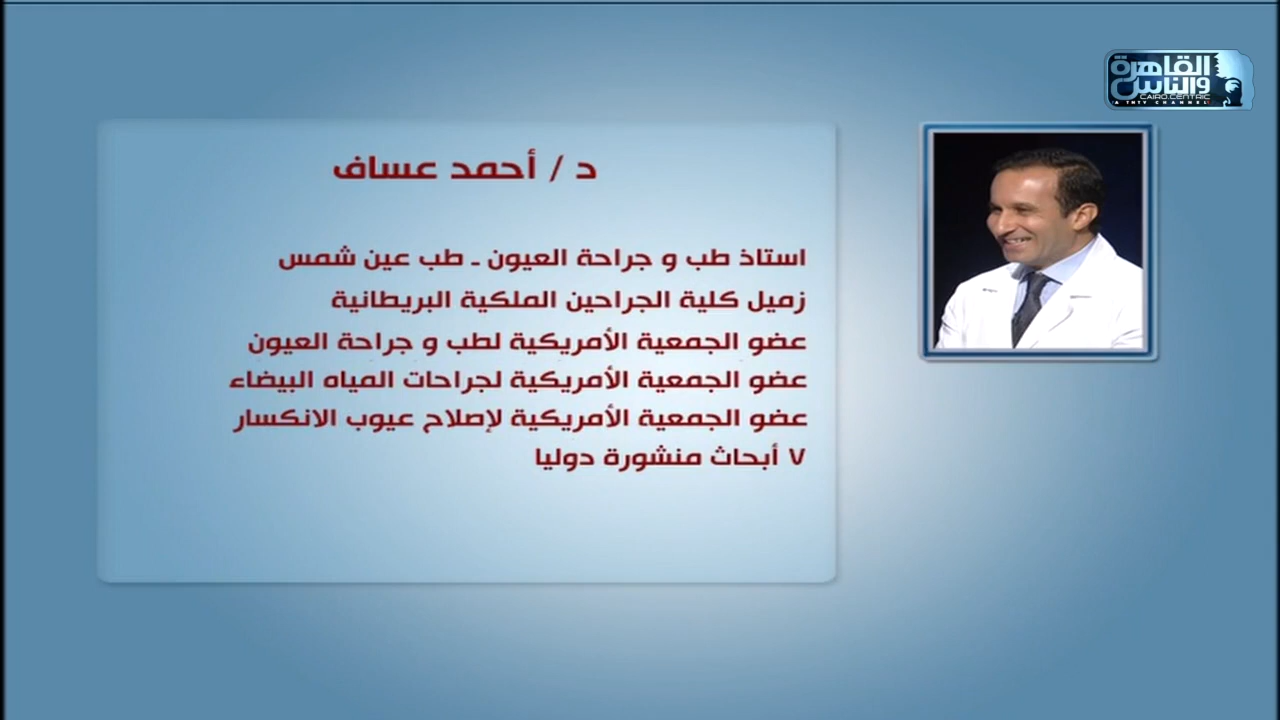 القاهرة
والناس
CAIRO.CENTRIC
A TNTV CHANNEL
د / أحمد عساف
استاذ طب و جراحة العيون - طب عين شمس
زميل كلية الجراحين الملكية البريطانية
عضو الجمعية الأمريكية لطب و جراحة العيون
عضو الجمعية الأمريكية لجراحات المياه البيضاء
عضو الجمعية الأمريكية لإصلاح عيوب الانكسار
٧ أبحاث منشورة دوليا